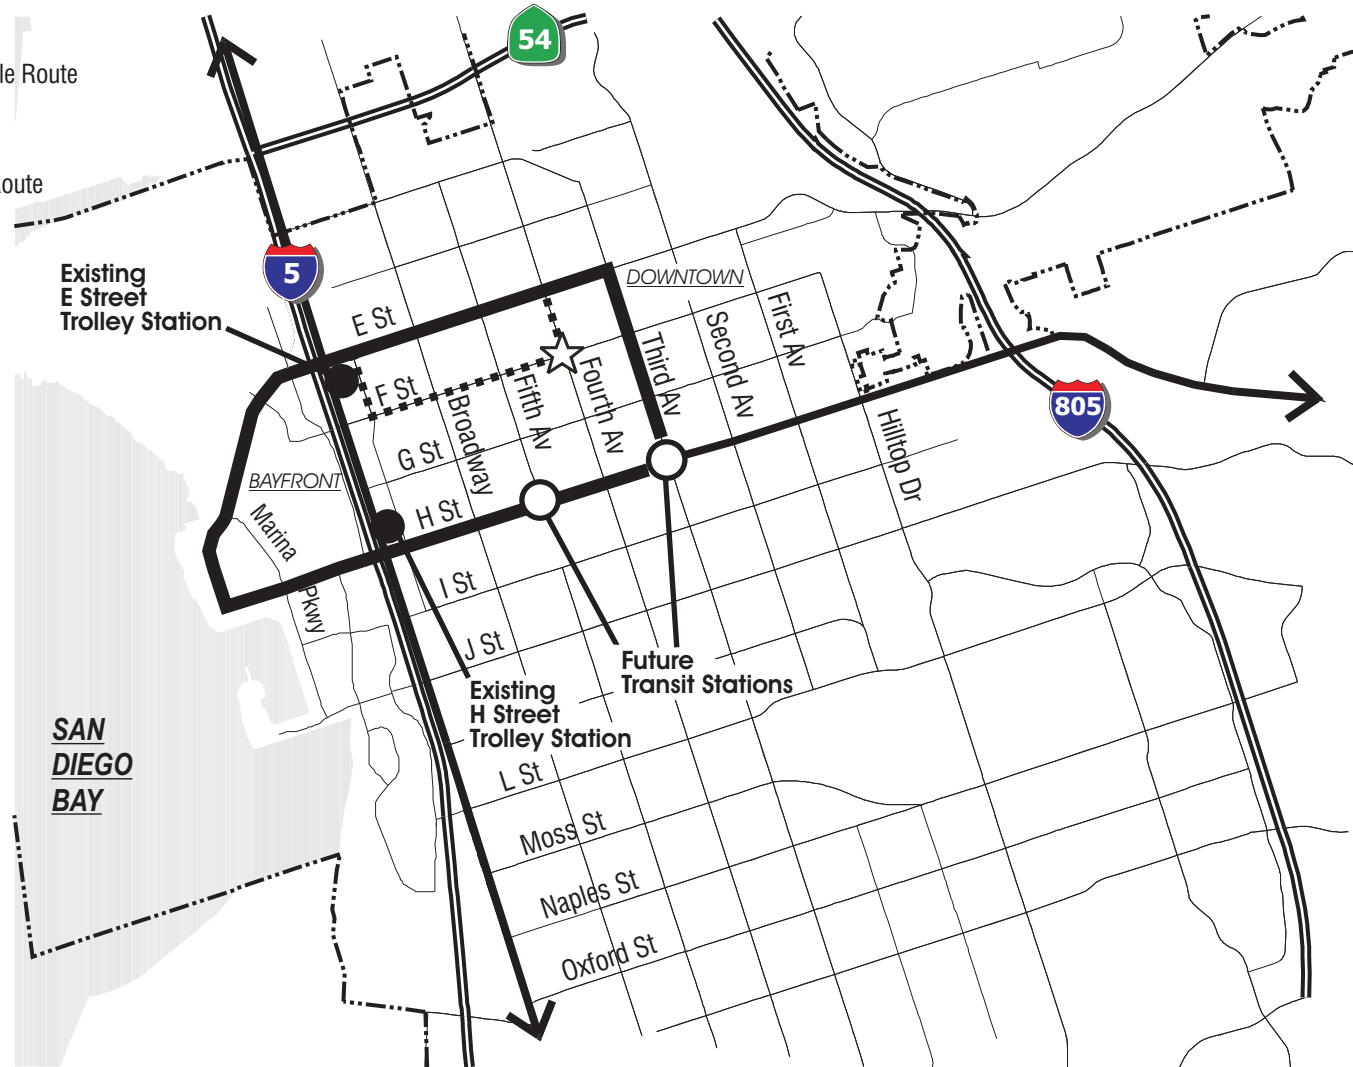 54
le Route
oute
5
Existing
E Street
Trolley Station
DOWNTOWN
E St
First Av
Second Av
Third Av
Fourth Av
Fifth Av
Broadway
F St
G St
H St
Hilltop Dr
805
BAYFRONT
Marina
Pkwy
I St
J St
Future
Transit Stations
Existing
H Street
Trolley Station
SAN
DIEGO
BAY
L St
Moss St
Naples St
Oxford St